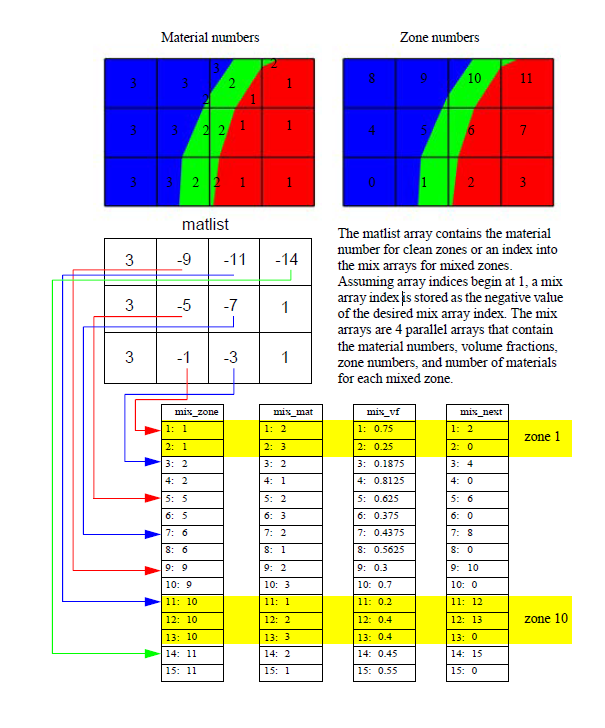 Material numbers
Zone numbers
3 3 3 2 2 1
2 1
3 3 2 2 1 1
3 3 2 2 1 1
8 9 10 11
4 5 6 7
0 1 2 3
matlist
3 -9 -11 -14
3 -5 -7 1
3 -1 -3 1
The matlist array contains the material
number for clean zones or an index into
the mix arrays for mixed zones.
Assuming array indices begin at 1, a mix
array index is stored as the negative value
of the desired mix array index. The mix
arrays are 4 parallel arrays that contain
the material numbers, volume fractions,
zone numbers, and number of materials
for each mixed zone.
mix_zone mix_mat mix_vf mix_next
1: 1 1: 2 1: 0.75 1: 2
2: 1 2: 3 2: 0.25 2: 0
zone 1
3: 2 3: 2 3: 0.1875 3: 4
4: 2 4: 1 4: 0.8125 4: 0
5: 5 5: 2 5: 0.625 5: 6
6: 5 6: 3 6: 0.375 6: 0
7: 6 7: 2 7: 0.4375 7: 8
8: 6 8: 1 8: 0.5625 8: 0
9: 9 9: 2 9: 0.3 9: 10
10: 9 10: 3 10: 0.7 10: 0
11: 10 11: 1 11: 0.2 11: 12
12: 10 12: 2 12: 0.4 12: 13
zone 10
13: 10 13: 3 13: 0.4 13: 0
14: 11 14: 2 14: 0.45 14: 15
15: 11 15: 1 15: 0.55 15: 0